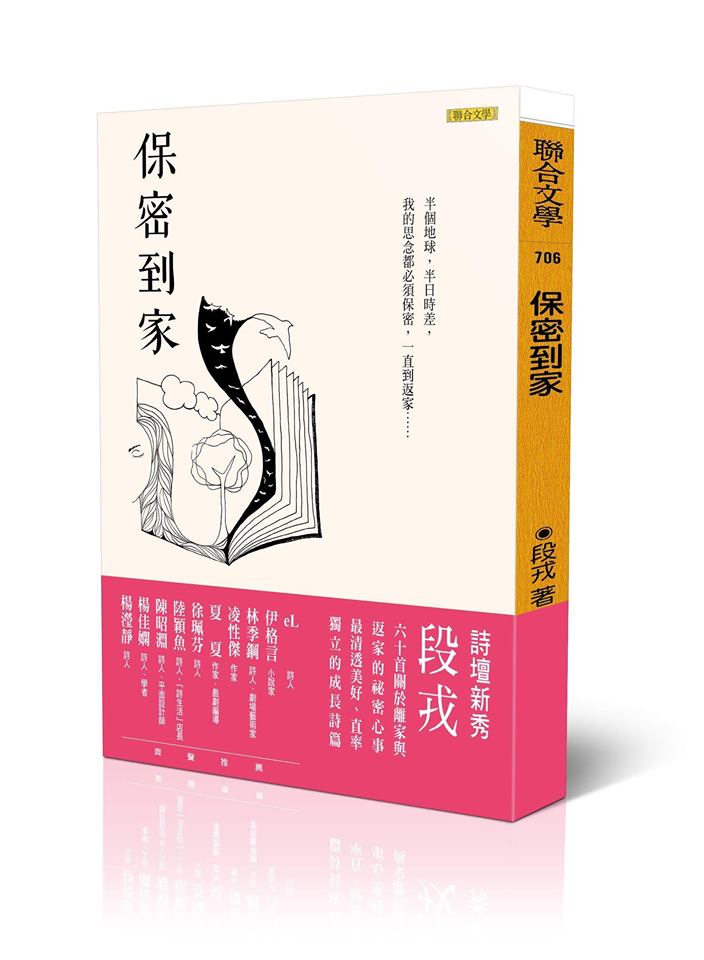 《聯合文學》
保密到家
半個地球，半日時差，
我的思念都必須保密，一直到返家……
詩壇新秀
段戎
六十首關於離家與
返家的祕密心事
最清透美好、直率
獨立的成長詩篇
eL 詩人
伊格言 小說家
林季鋼 詩人．劇場藝術家
凌性傑 作家
夏夏 作家．戲劇編導
徐珮芬 詩人
陸穎魚 詩人．「一詩生活」店長
陳昭淵 詩人．平面設計師
楊佳嫻 詩人．學者
楊瀅靜 詩人
齊聲推薦
聯合文學
706
保密到家
◉段戎 著